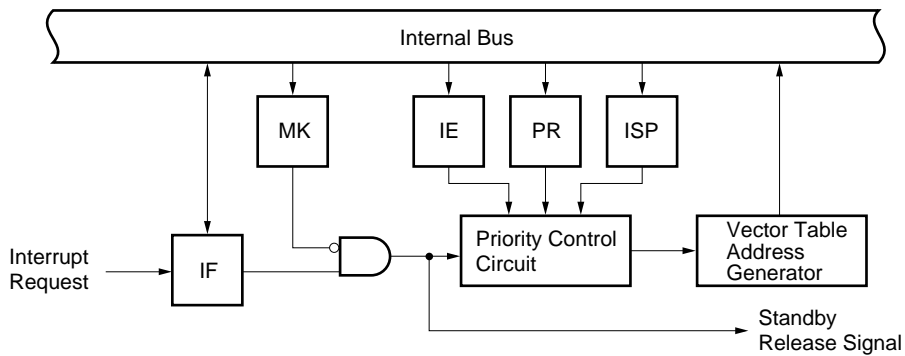 Internal Bus
MK
IE
PR
ISP
Interrupt
Request
IF
Priority Control
Circuit
Vector Table
Address
Generator
Standby
Release Signal